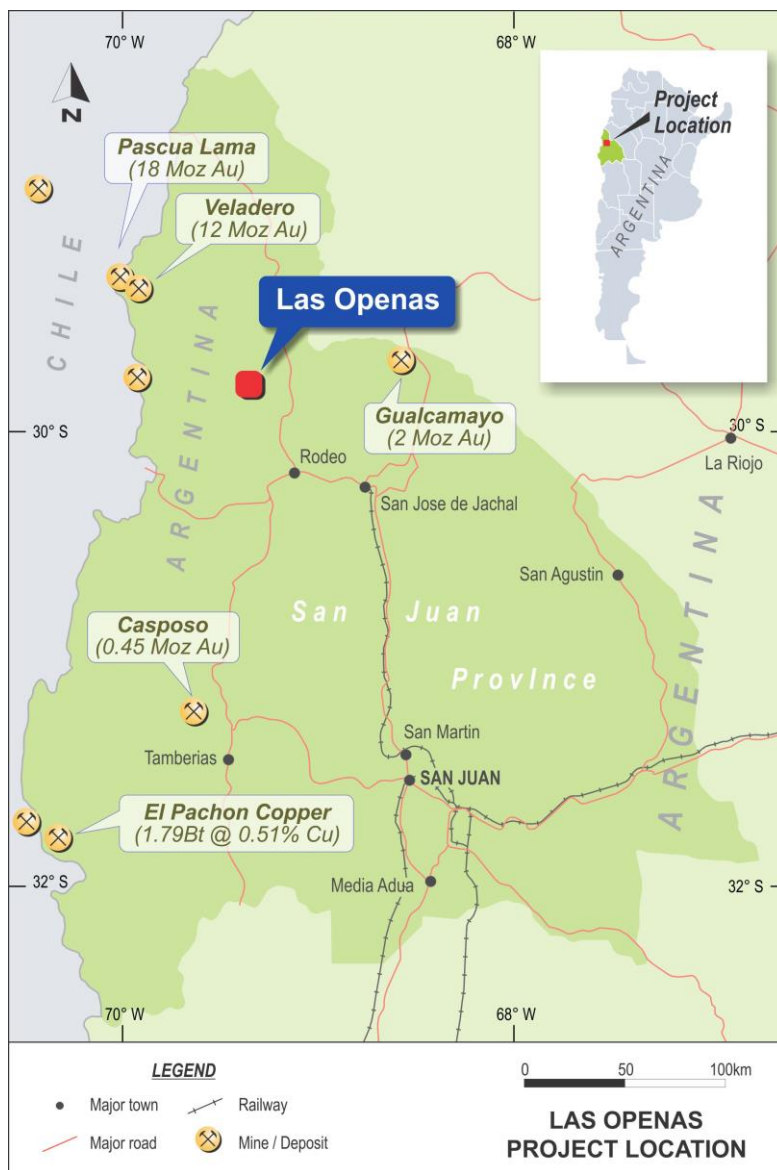 70° W
68° W
N
Project
Location
ARGENTINA
Pascua Lama
(18 Moz Au)
Veladero
(12 Moz Au)
CHILE
Las Openas
ARGENTINA
Gualcamayo
(2 Moz Au)
30° S
30° S
Rodeo
La Riojo
San Jose de Jachal
San Agustin
ARGENTINA
San Juan
Province
Casposo
(0.45 Moz Au)
San Martin
Tamberias
SAN JUAN
El Pachon Copper
(1.79Bt @ 0.51% Cu)
Media Adua
32° S
32° S
70° W
68° W
LEGEND
Major town
Railway
Major road
Mine / Deposit
0 50 100km
LAS OPENAS
PROJECT LOCATION